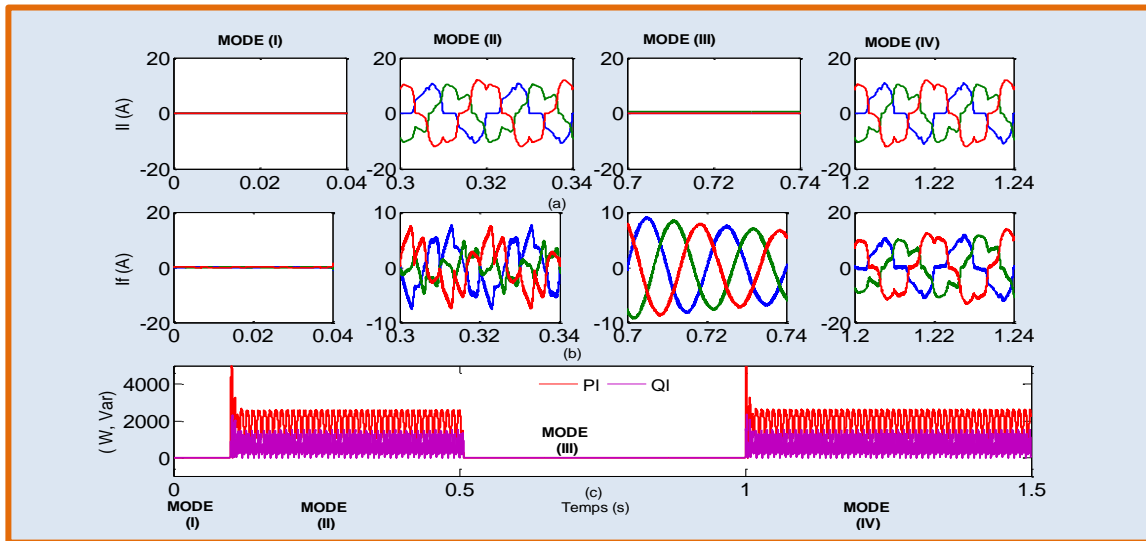 MODE (I) MODE (II) MODE (III) MODE (IV)
Il (A)
20 20 20 20
0 0 0 0
-20 -20 -20 -20
0 0.02 0.04 0.3 0.32 0.34 0.7 0.72 0.74 1.2 1.22 1.24
(a)
If (A)
20 10 10 20
0 0 0 0
-20 -10 -10 -20
0 0.02 0.04 0.3 0.32 0.34 0.7 0.72 0.74 1.2 1.22 1.24
(b)
( W, Var)
4000
2000
0
Pl Ql
MODE
(III)
0 0.5 1 1.5
(c)
Temps (s)
MODE
(I)
MODE
(II)
MODE
(IV)